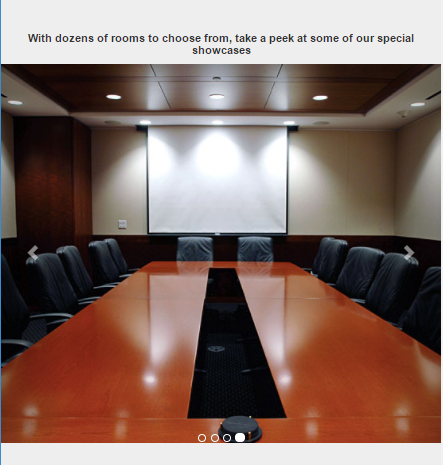 With dozens of rooms to choose from, take a peek at some of our special
showcases